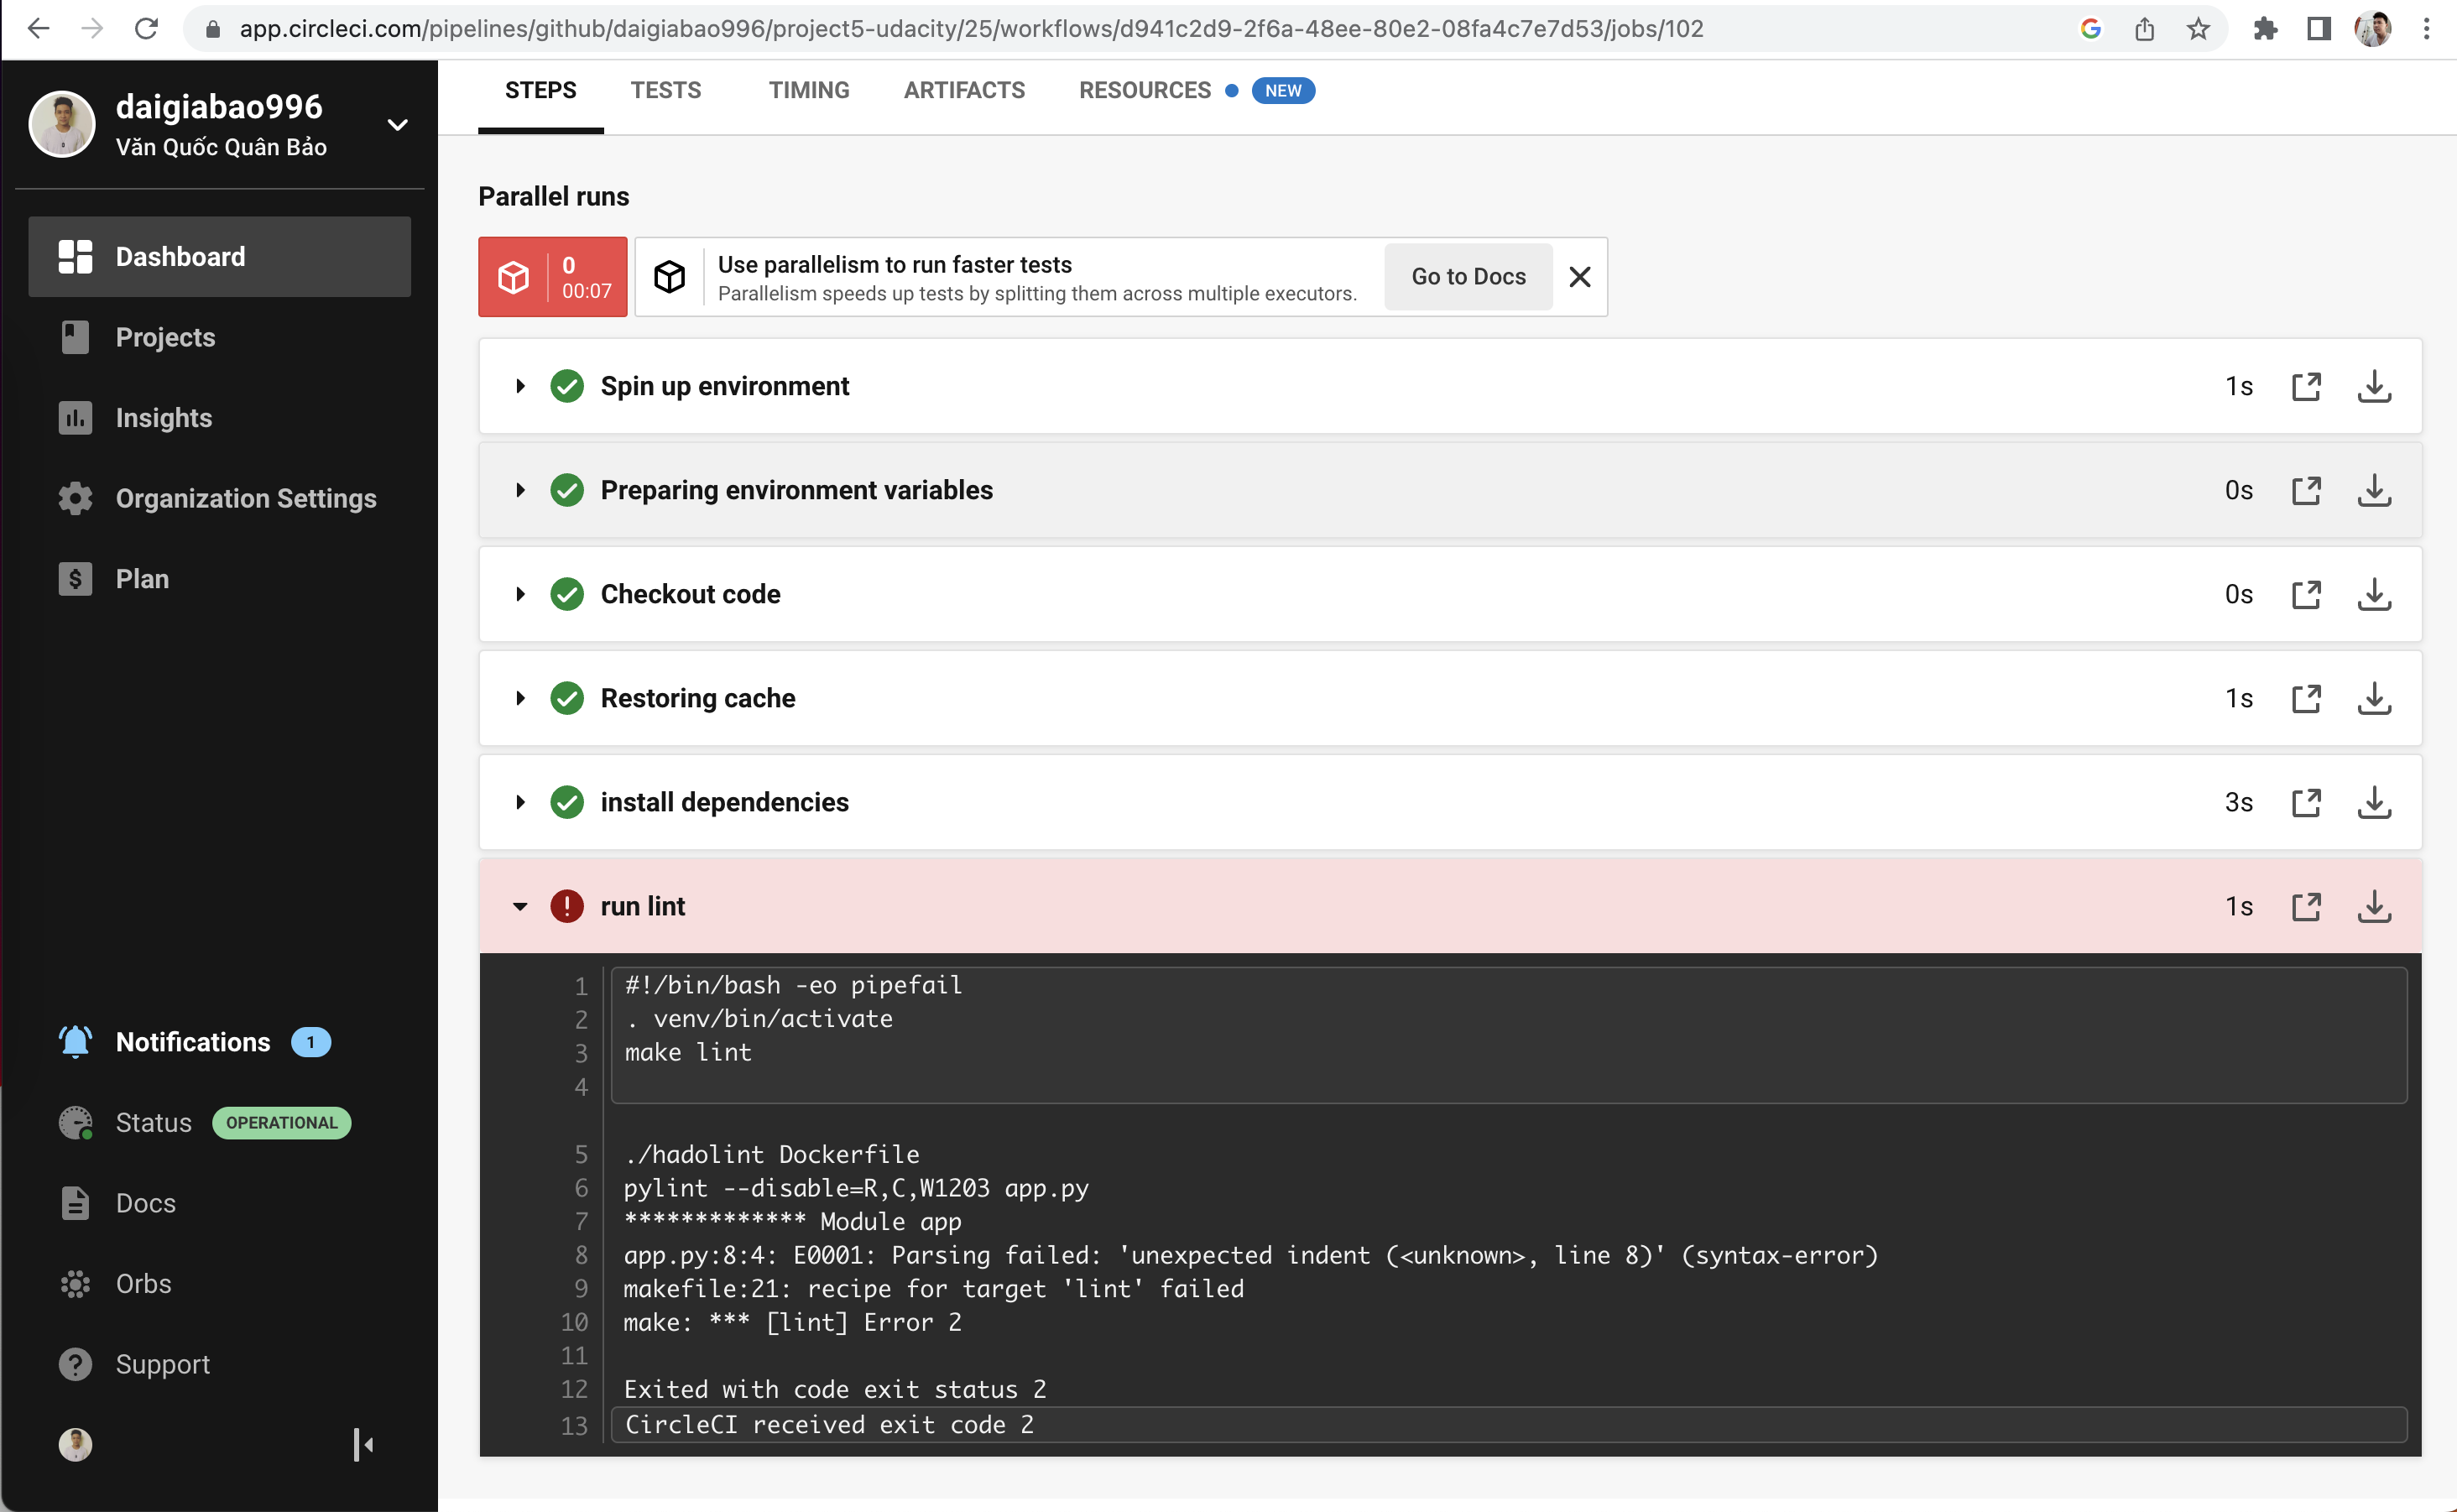 app.circleci.com/pipelines/github/daigiabao996/project5-udacity/25/workflows/d941c2d9-2f6a-48ee-80e2-08fa4c7e7d53/jobs/102
daigiabao996
Văn Quốc Quân Bảo
Dashboard
Projects
Insights
Organization Settings
Plan
Notifications 1
Status OPERATIONAL
Docs
Orbs
Support
STEPS TESTS TIMING ARTIFACTS RESOURCES NEW
Parallel runs
0
00:07
Use parallelism to run faster tests
Parallelism speeds up tests by splitting them across multiple executors.
Go to Docs
Spin up environment 1s
Preparing environment variables 0s
Checkout code 0s
Restoring cache 1s
install dependencies 3s
run lint 1s
1 #!/bin/bash -eo pipefail
2 . venv/bin/activate
3 make lint
4
5 ./hadolint Dockerfile
6 pylint --disable=R,C,W1203 app.py
7 ************* Module app
8 app.py:8:4: E0001: Parsing failed: 'unexpected indent (<unknown>, line 8)' (syntax-error)
9 makefile:21: recipe for target 'lint' failed
10 make: *** [lint] Error 2
11
12 Exited with code exit status 2
13 CircleCI received exit code 2